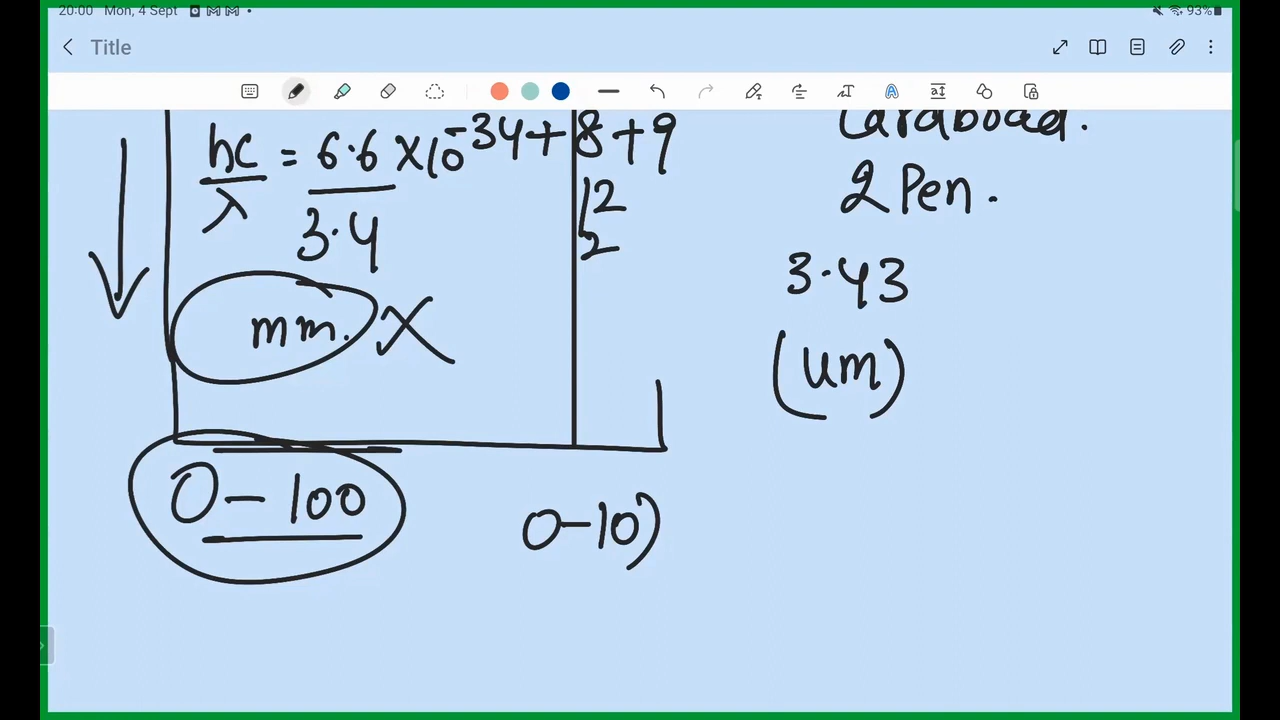 20:00 Mon, 4 Sept
93%
Title
hc = 6.6 ×10 -34+8+9
λ 3.4
12
2
mm. X
0 – 100
0–10)
2 Pen.
3.43
(um)